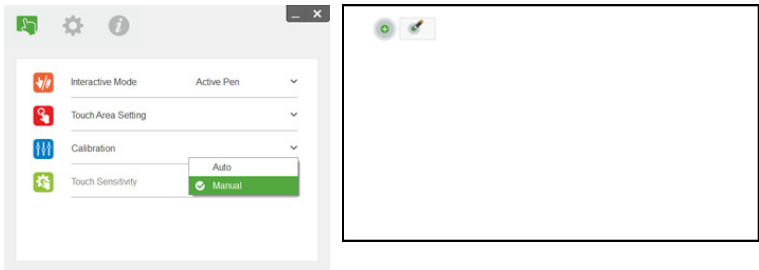 Interactive Mode Active Pen
Touch Area Setting
Calibration
Auto
Manual
Touch Sensitivity